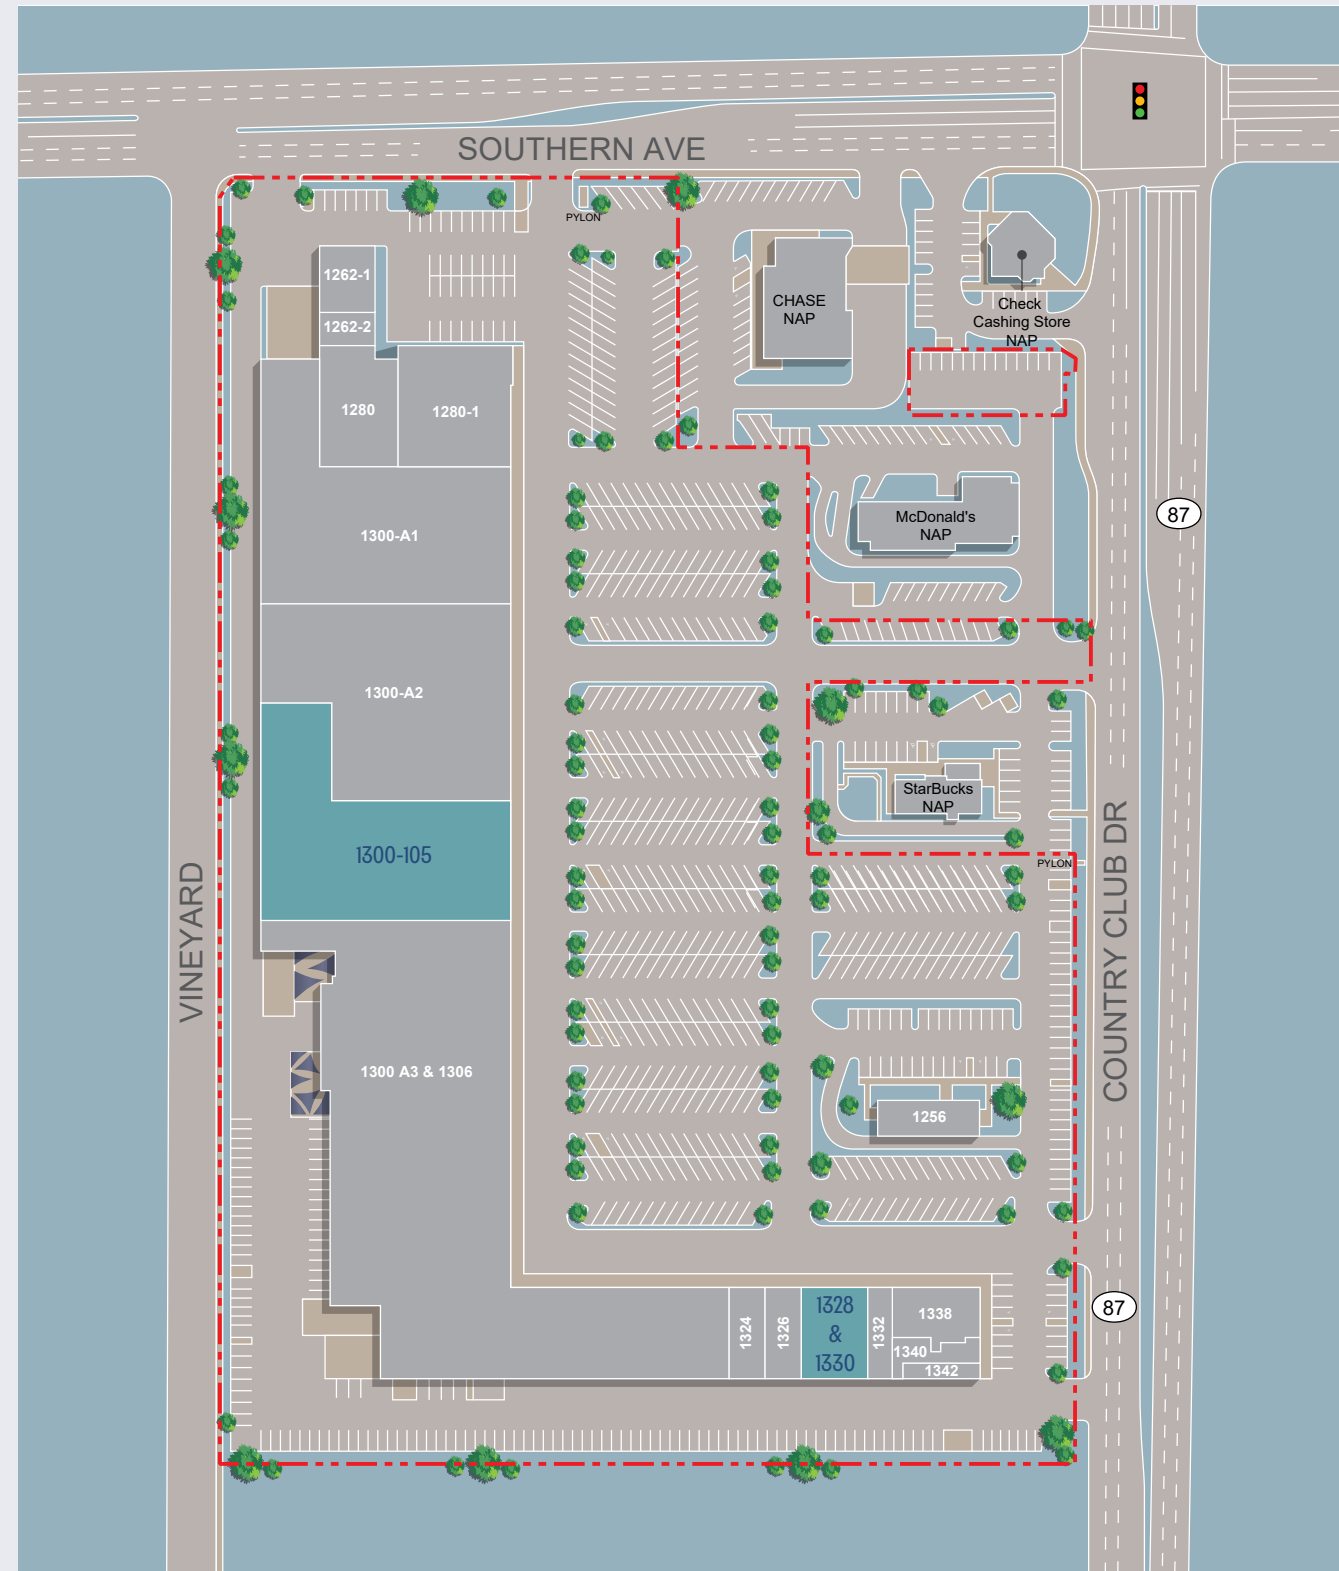 SOUTHERN AVE
PYLON
1262-1
1262-2
CHASE
NAP
Check
Cashing Store
NAP
1280
1280-1
McDonald's
NAP
87
1300-A1
1300-A2
StarBucks
NAP
1300-105
PYLON
VINEYARD
COUNTRY CLUB DR
1300 A3 & 1306
1256
87
1324
1326
1328
&
1330
1332
1338
1340
1342